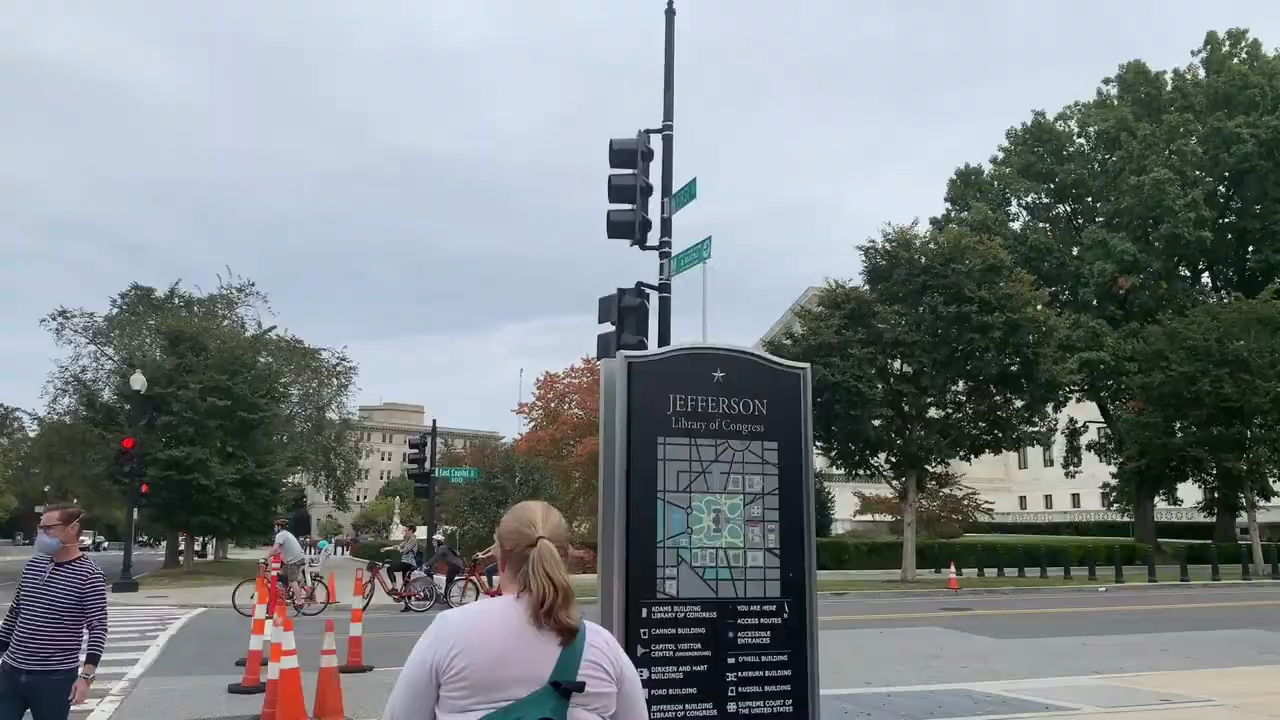 JEFFERSON
Library of Congress
ADAMS BUILDING
LIBRARY OF CONGRESS
CANNON BUILDING
CAPITOL VISITOR
CENTER (UNDERGROUND)
DIRKSEN AND HART
BUILDINGS
FORD BUILDING
JEFFERSON BUILDING
LIBRARY OF CONGRESS
YOU ARE HERE
N
ACCESS ROUTES
ACCESSIBLE
ENTRANCES
O'NEILL BUILDING
RAYBURN BUILDING
RUSSELL BUILDING
SUPREME COURT OF
THE UNITED STATES
East Capitol St
100